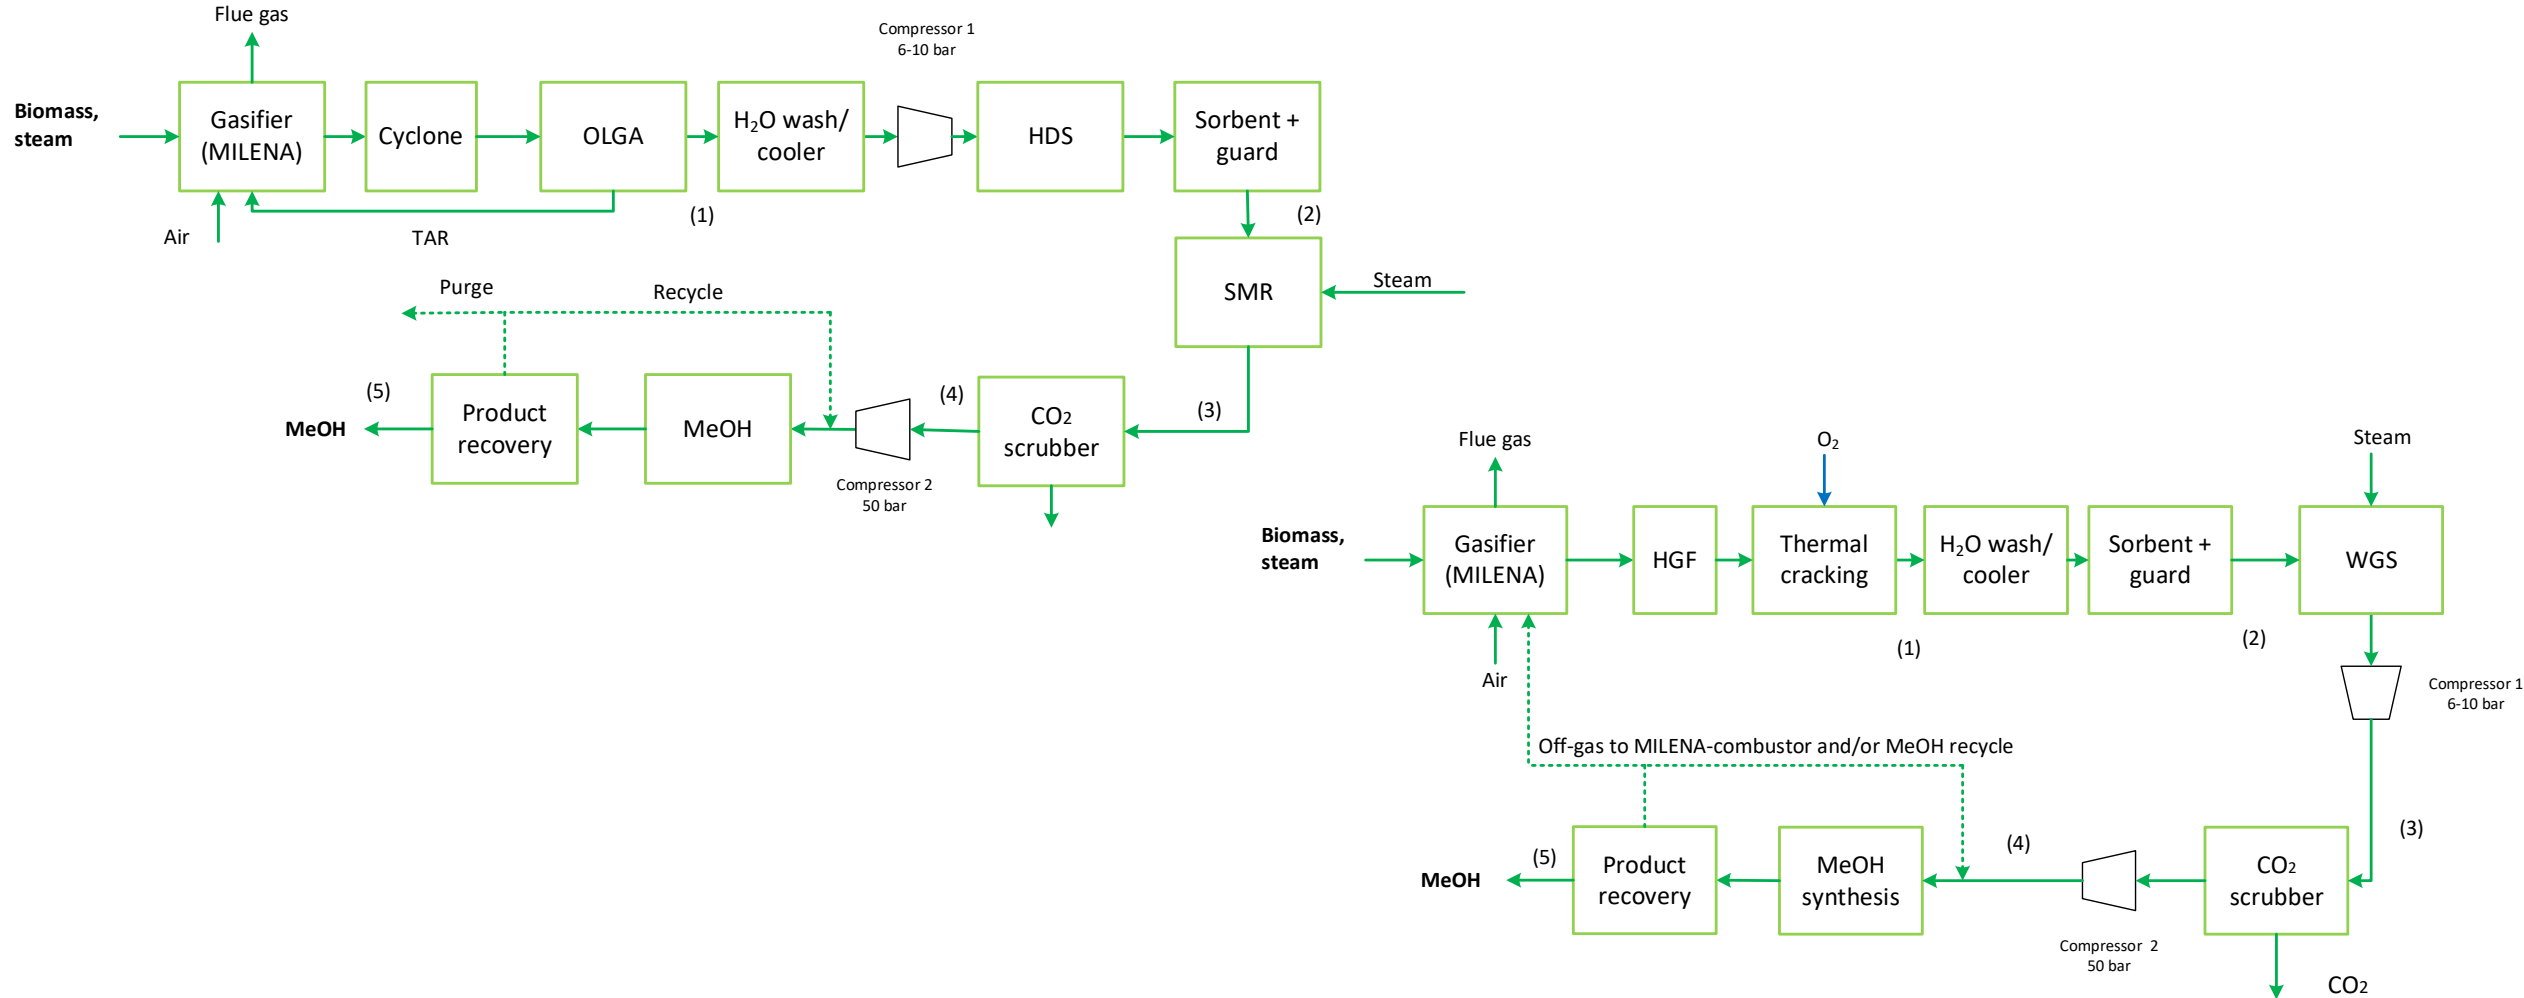 Flue gas
Compressor 1
6-10 bar
Biomass,
steam
Gasifier
(MILENA)
Cyclone
OLGA
H2O wash/
cooler
HDS
Sorbent +
guard
Air
TAR
(1)
(2)
Purge
Recycle
SMR
Steam
(5)
MeOH
Product
recovery
MeOH
(4)
CO2
scrubber
(3)
Compressor 2
50 bar
Flue gas
O2
Steam
Biomass,
steam
Gasifier
(MILENA)
HGF
Thermal
cracking
H2O wash/
cooler
Sorbent +
guard
WGS
(1)
(2)
Air
Compressor 1
6-10 bar
Off-gas to MILENA-combustor and/or MeOH recycle
(5)
MeOH
Product
recovery
MeOH
synthesis
(4)
CO2
scrubber
(3)
Compressor 2
50 bar
CO2